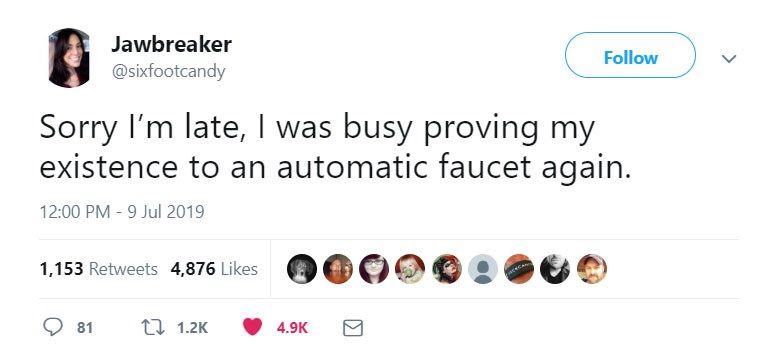 Jawbreaker
@sixfootcandy
Follow
Sorry I’m late, I was busy proving my
existence to an automatic faucet again.
12:00 PM - 9 Jul 2019
1,153 Retweets 4,876 Likes
81 1.2K 4.9K